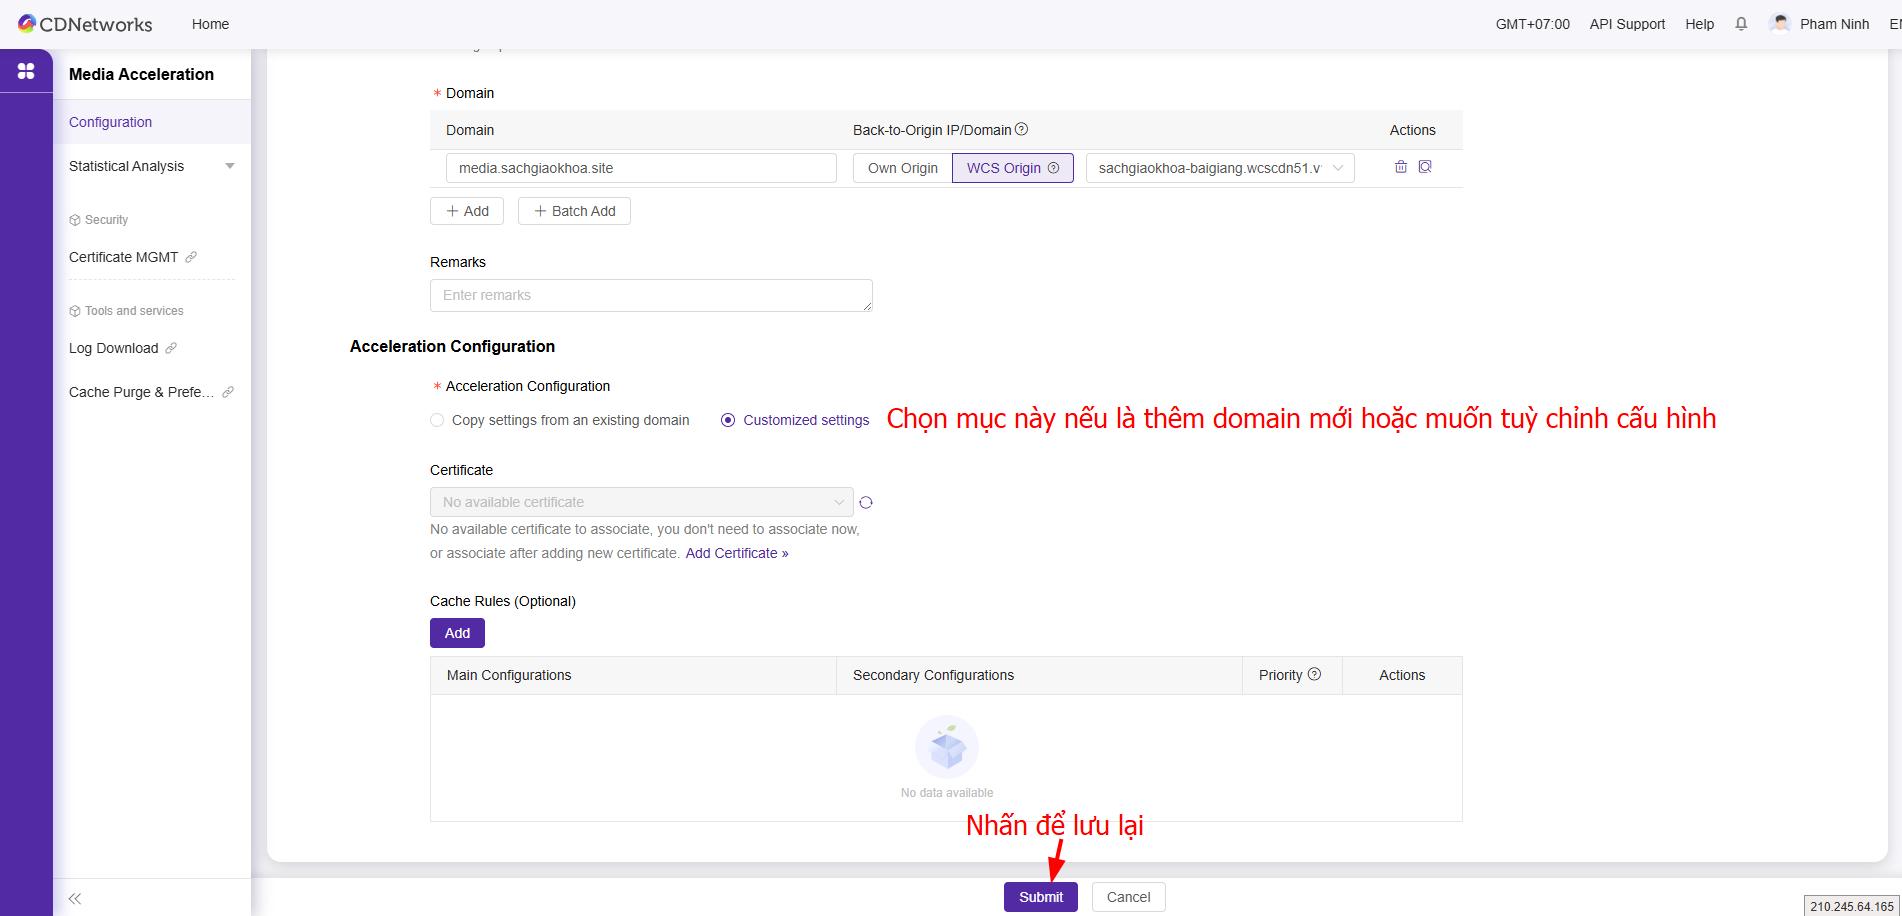 CDNetworks
Home
GMT+07:00
API Support
Help
Pham Ninh
Media Acceleration
Configuration
Statistical Analysis
Security
Certificate MGMT
Tools and services
Log Download
Cache Purge & Prefe...
* Domain
Domain
Back-to-Origin IP/Domain
Actions
media.sachgiaokhoa.site
Own Origin
WCS Origin
sachgiaokhoa-baigiang.wcscdn51.v
+ Add
+ Batch Add
Remarks
Enter remarks
Acceleration Configuration
* Acceleration Configuration
Copy settings from an existing domain
Customized settings
Chọn mục này nếu là thêm domain mới hoặc muốn tuỳ chỉnh cấu hình
Certificate
No available certificate
No available certificate to associate, you don't need to associate now,
or associate after adding new certificate. Add Certificate »
Cache Rules (Optional)
Add
Main Configurations
Secondary Configurations
Priority
Actions
No data available
Nhấn để lưu lại
Submit
Cancel
210.245.64.165